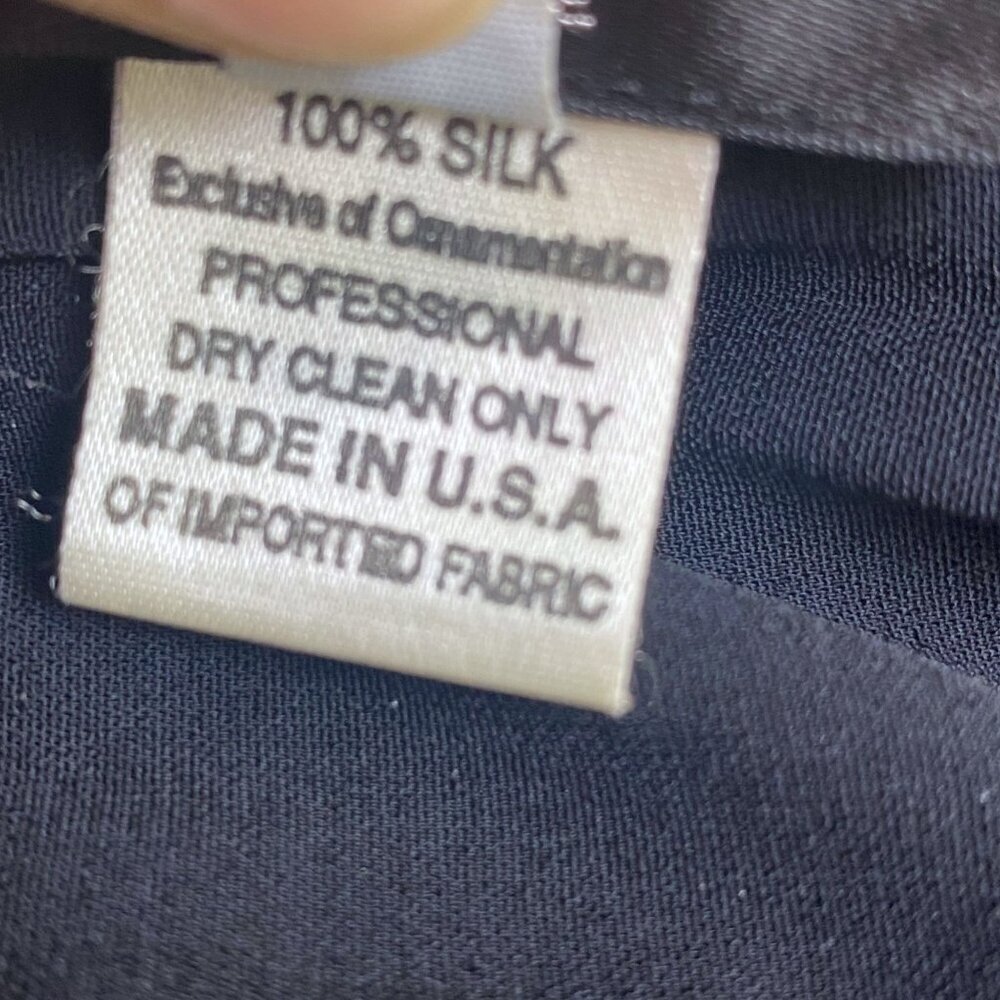 100% SILK
Exclusive of Ornamentation
PROFESSIONAL
DRY CLEAN ONLY
MADE IN U.S.A.
OF IMPORTED FABRIC